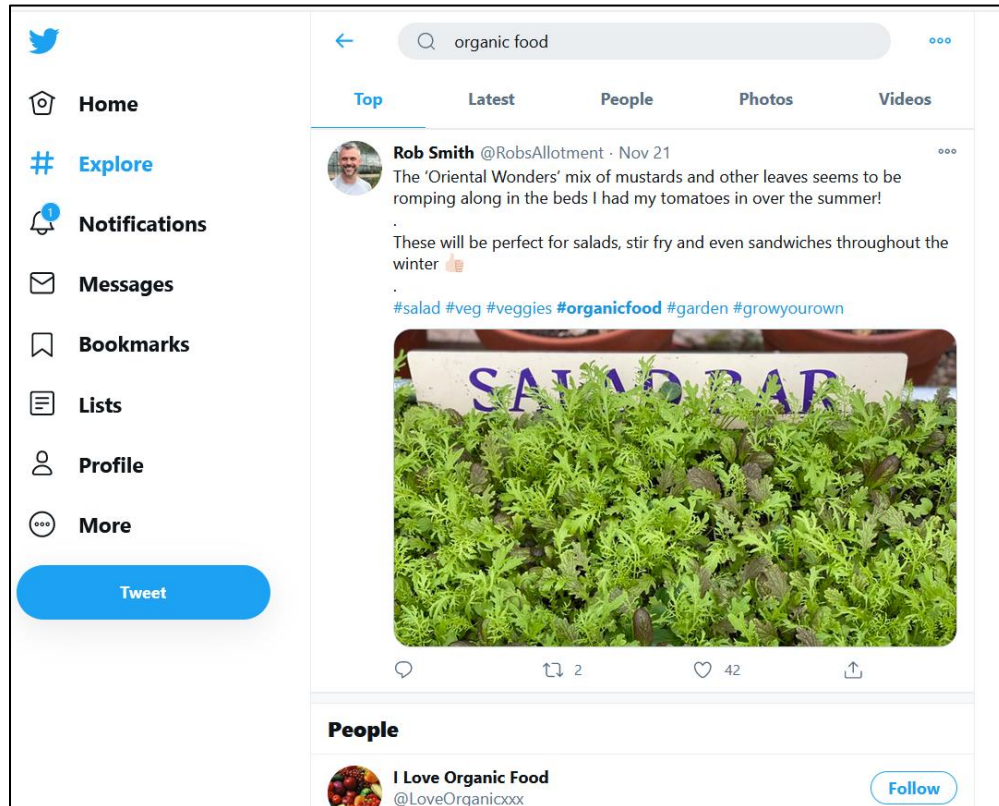 organic food
Top Latest People Photos Videos
Home
Explore
1
Notifications
Messages
Bookmarks
Lists
Profile
More
Tweet
Rob Smith @RobsAllotment · Nov 21
The ‘Oriental Wonders’ mix of mustards and other leaves seems to be
romping along in the beds I had my tomatoes in over the summer!
.
These will be perfect for salads, stir fry and even sandwiches throughout the
winter 👍🏻
.
#salad #veg #veggies #organicfood #garden #growyourown
SALAD BAR
2 42
People
I Love Organic Food
@LoveOrganicxxx
Follow